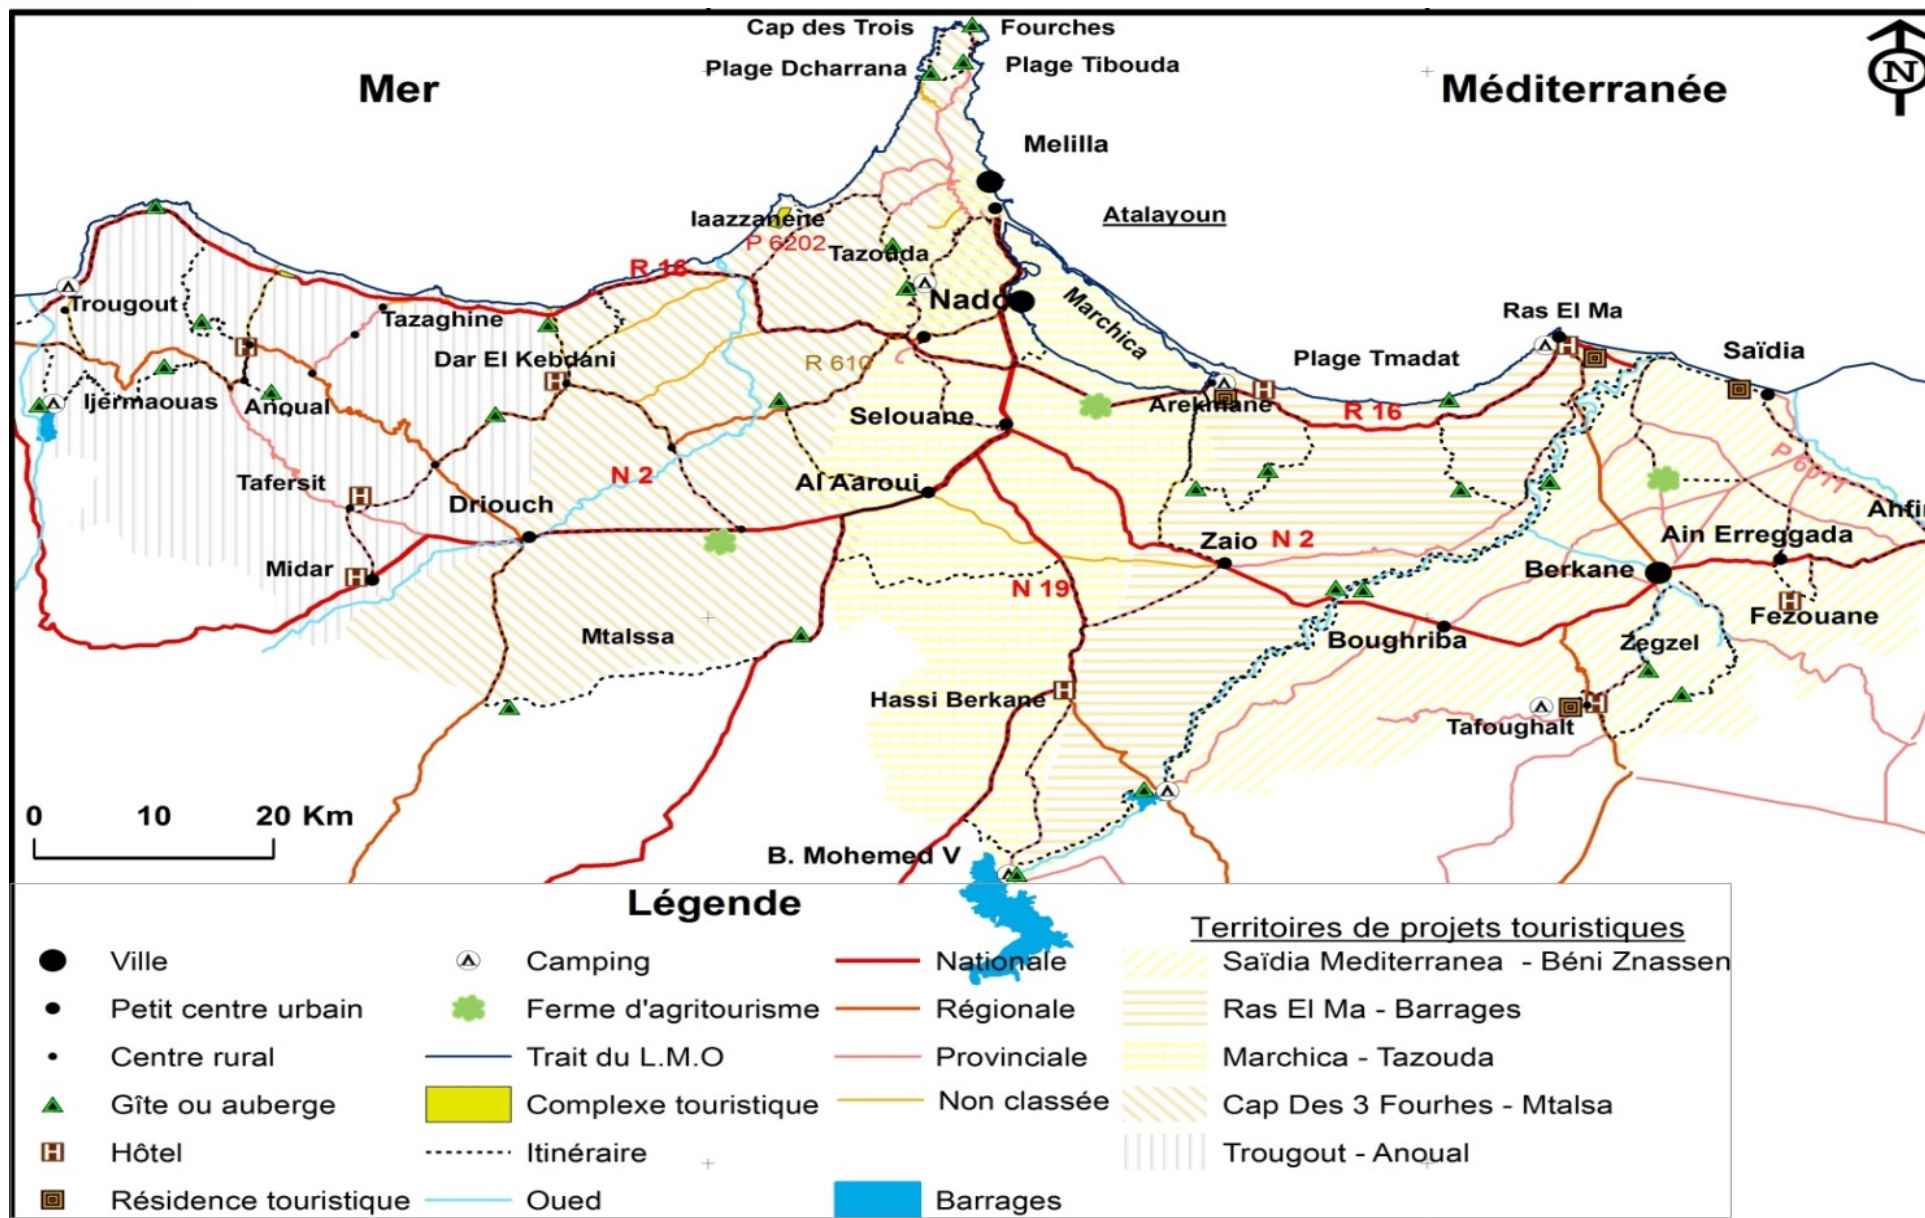 Cap des Trois Fourches
Plage Dcharrana
Plage Tibouda
Mer
Méditerranée
N
Melilla
Iaazzanene
Atalayoun
P 6202
Tazouda
R 16
Trougout
Tazaghine
Nado
Marchica
Ras El Ma
Saïdia
Dar El Kebdani
R 610
Plage Tmadat
Ijermaouas
Anoual
Selouane
Arekmane
R 16
P 6011
Tafersit
N 2
Al Aaroui
Driouch
Ahfir
Midar
Zaio
N 2
Ain Erreggada
Berkane
N 19
Fezouane
Mtalssa
Boughriba
Zegzel
Hassi Berkane
Tafoughalt
0 10 20 Km
B. Mohemed V
Légende
Territoires de projets touristiques
Ville
Camping
Nationale
Saïdia Mediterranea - Béni Znassen
Petit centre urbain
Ferme d'agritourisme
Régionale
Ras El Ma - Barrages
Centre rural
Trait du L.M.O
Provinciale
Marchica - Tazouda
Gîte ou auberge
Complexe touristique
Non classée
Cap Des 3 Fourhes - Mtalsa
H Hôtel
Itinéraire
Trougout - Anoual
Résidence touristique
Oued
Barrages